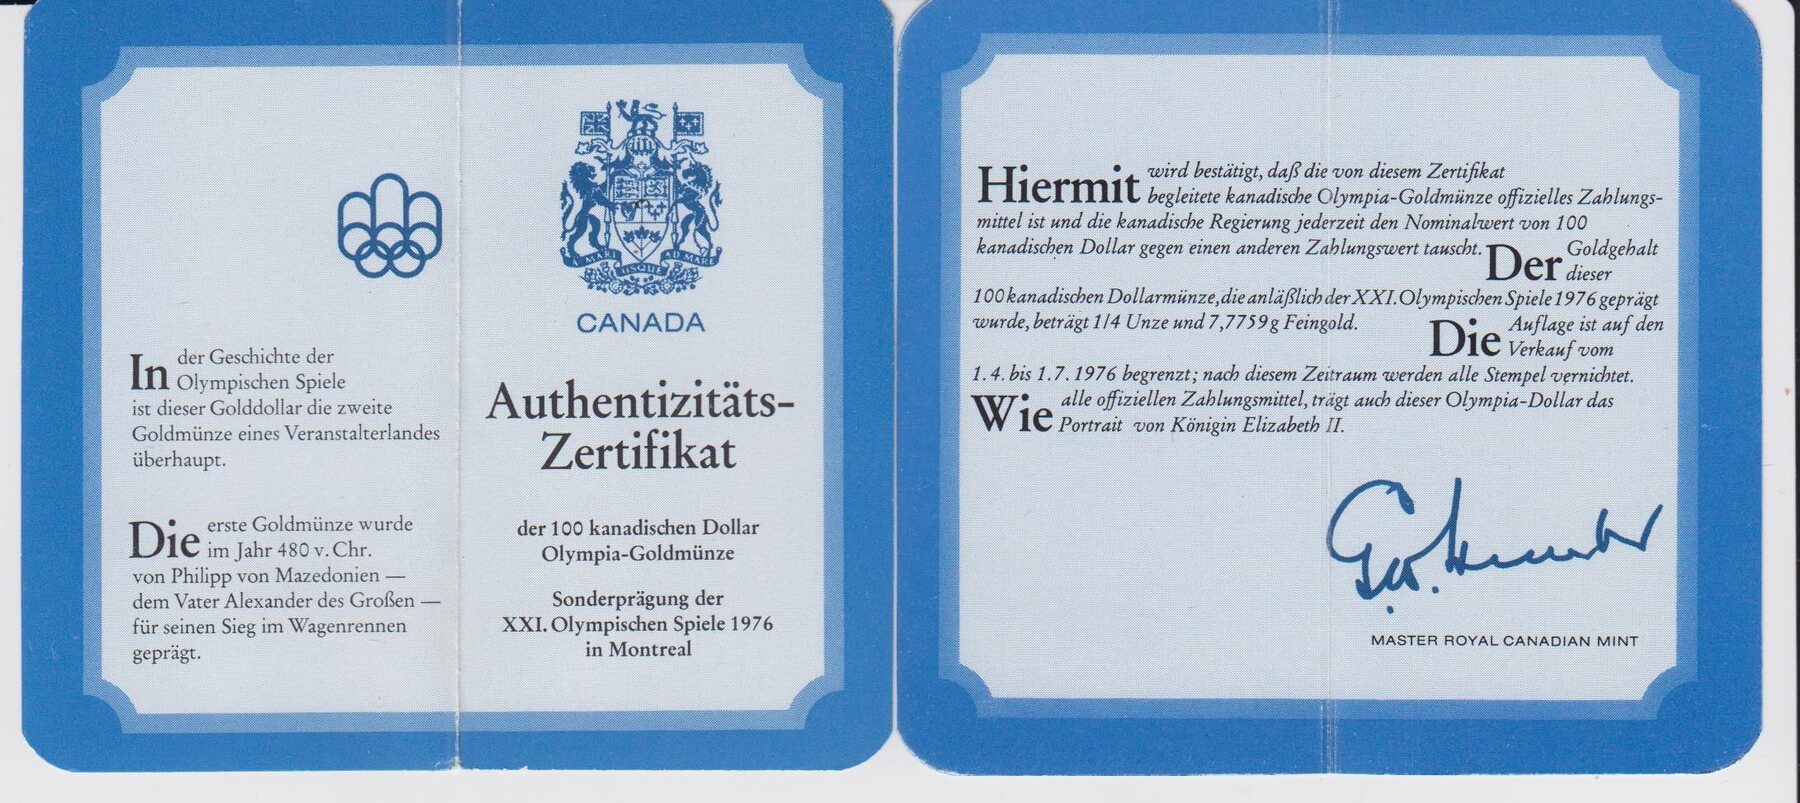 In der Geschichte der
Olympischen Spiele
ist dieser Golddollar die zweite
Goldmünze eines Veranstalterlandes
überhaupt.
Die erste Goldmünze wurde
im Jahr 480 v. Chr.
von Philipp von Mazedonien —
dem Vater Alexander des Großen —
für seinen Sieg im Wagenrennen
geprägt.
A MARI USQUE AD MARE
CANADA
Authentizitäts-
Zertifikat
der 100 kanadischen Dollar
Olympia-Goldmünze
Sonderprägung der
XXI. Olympischen Spiele 1976
in Montreal
Hiermit wird bestätigt, daß die von diesem Zertifikat
begleitete kanadische Olympia-Goldmünze offizielles Zahlungs-
mittel ist und die kanadische Regierung jederzeit den Nominalwert von 100
kanadischen Dollar gegen einen anderen Zahlungswert tauscht. Der Goldgehalt
dieser
100 kanadischen Dollarmünze, die anläßlich der XXI. Olympischen Spiele 1976 geprägt
wurde, beträgt 1/4 Unze und 7,7759 g Feingold. Die Auflage ist auf den
Verkauf vom
1. 4. bis 1. 7. 1976 begrenzt; nach diesem Zeitraum werden alle Stempel vernichtet.
Wie alle offiziellen Zahlungsmittel, trägt auch dieser Olympia-Dollar das
Portrait von Königin Elizabeth II.
MASTER ROYAL CANADIAN MINT